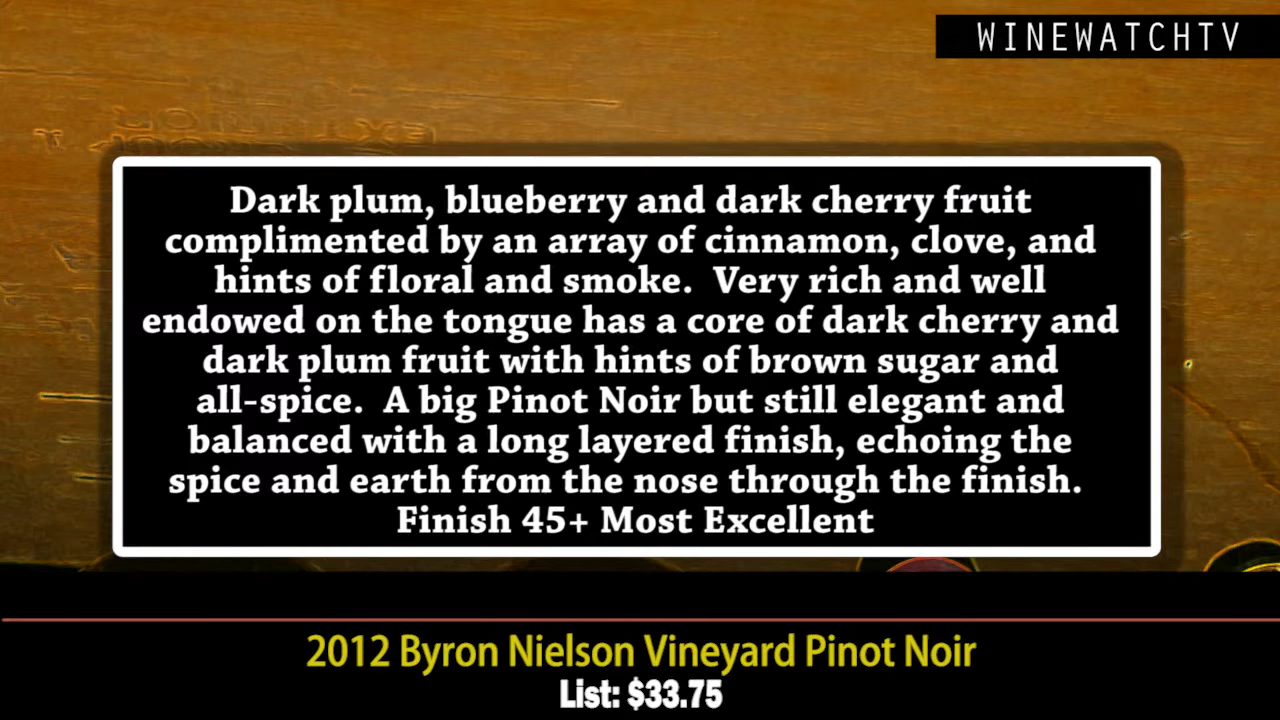 WINEWATCHTV
Dark plum, blueberry and dark cherry fruit
complimented by an array of cinnamon, clove, and
hints of floral and smoke.  Very rich and well
endowed on the tongue has a core of dark cherry and
dark plum fruit with hints of brown sugar and
all-spice.  A big Pinot Noir but still elegant and
balanced with a long layered finish, echoing the
spice and earth from the nose through the finish.
Finish 45+ Most Excellent
2012 Byron Nielson Vineyard Pinot Noir
List: $33.75